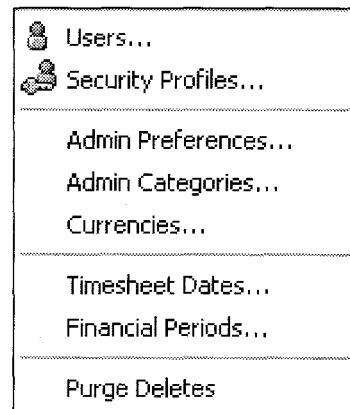 Users...
Security Profiles...
Admin Preferences...
Admin Categories...
Currencies...
Timesheet Dates...
Financial Periods...
Purge Deletes